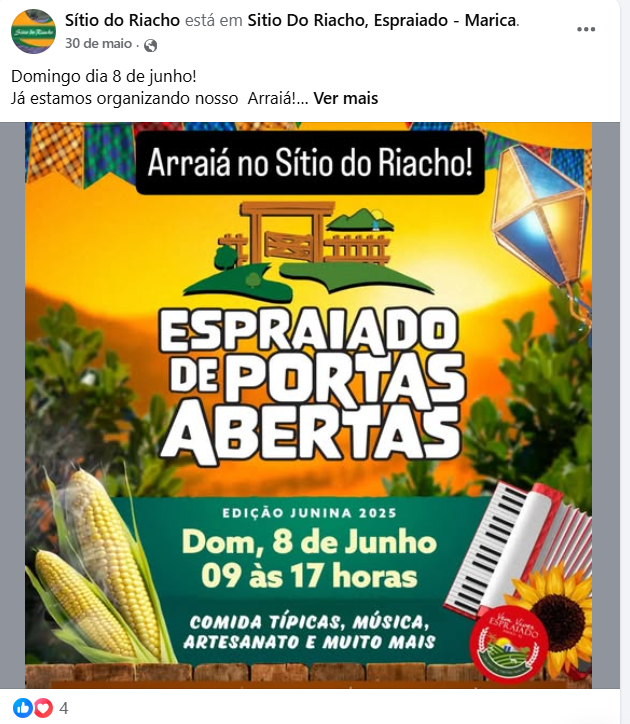 Sítio do Riacho está em Sitio Do Riacho, Espraiado - Marica.
30 de maio ·
Domingo dia 8 de junho!
Já estamos organizando nosso Arraiá!... Ver mais
Arraiá no Sítio do Riacho!
ESPRAIADO
DE PORTAS
ABERTAS
EDIÇÃO JUNINA 2025
Dom, 8 de Junho
09 às 17 horas
COMIDA TÍPICAS, MÚSICA,
ARTESANATO E MUITO MAIS
Vem Viver
ESPRAIADO
4